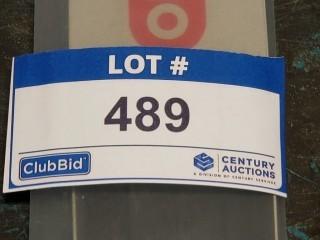 LOT #
489
ClubBid
CENTURY
AUCTIONS
A DIVISION OF CENTURY SERVICES